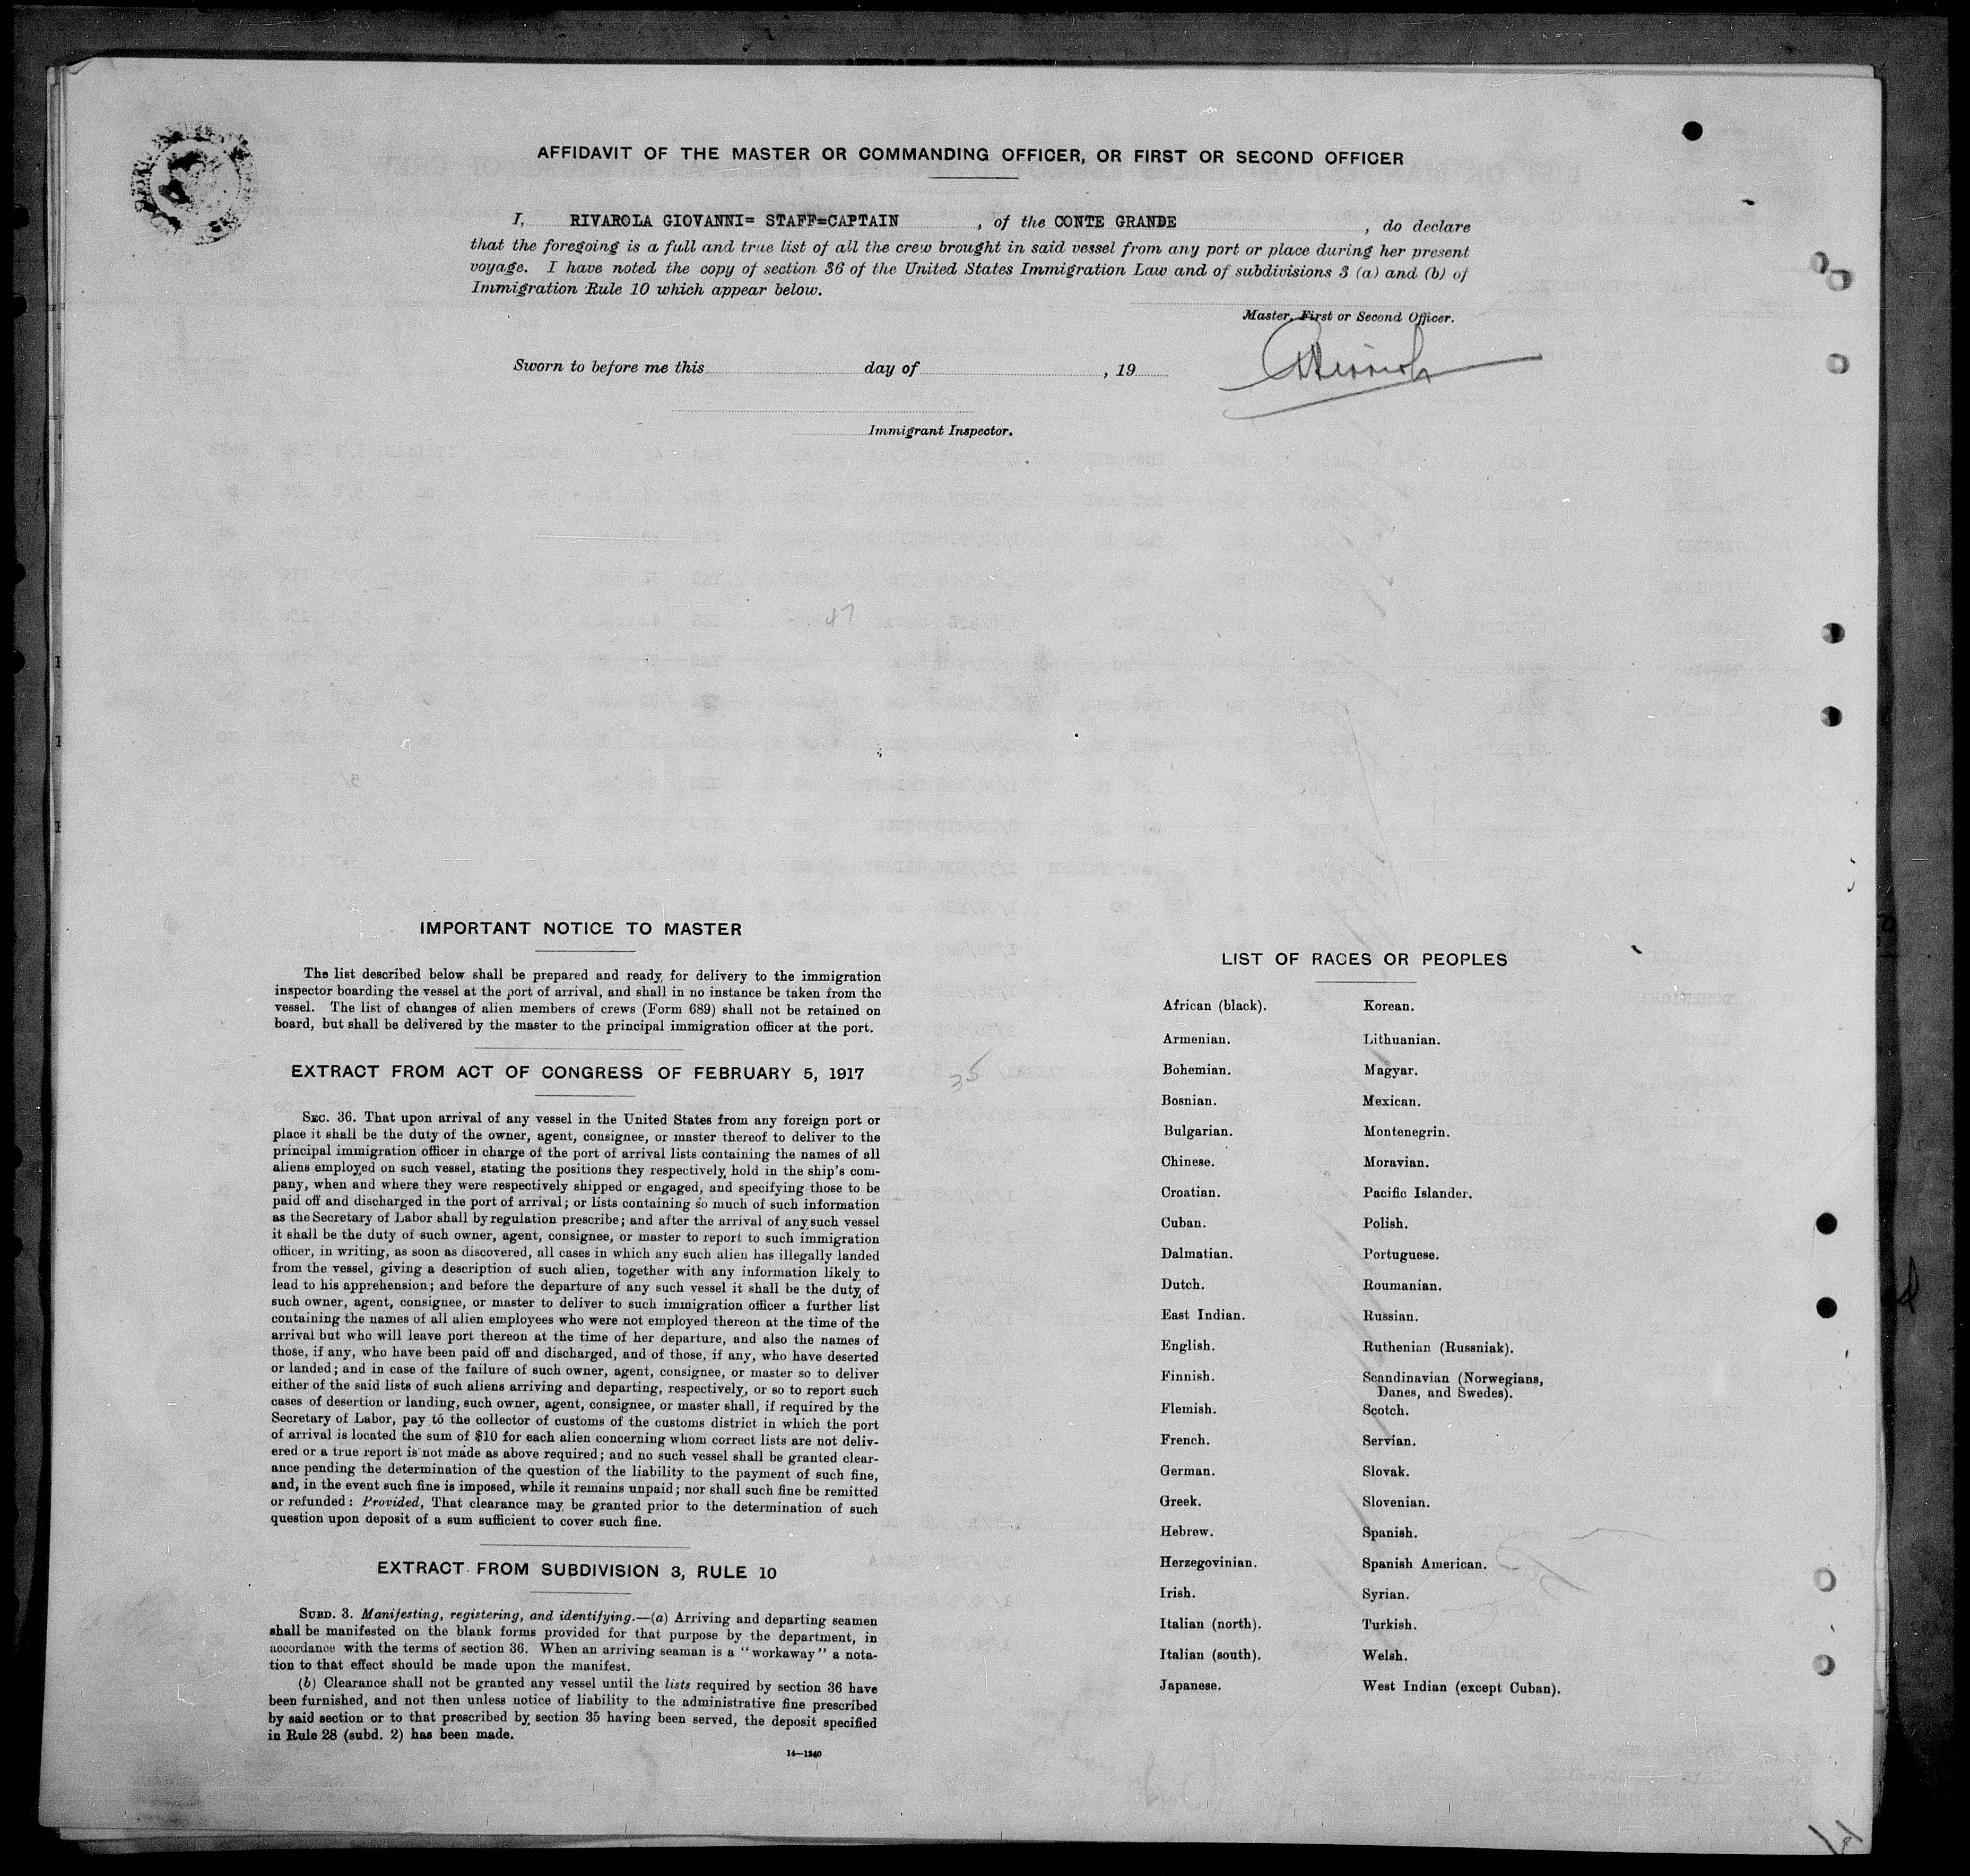 AFFIDAVIT OF THE MASTER OR COMMANDING OFFICER, OR FIRST OR SECOND OFFICER
I, RIVAROLA GIOVANNI= STAFF=CAPTAIN , of the CONTE GRANDE , do declare
that the foregoing is a full and true list of all the crew brought in said vessel from any port or place during her present
voyage. I have noted the copy of section 36 of the United States Immigration Law and of subdivisions 3 (a) and (b) of
Immigration Rule 10 which appear below.
Master, First or Second Officer.
Sworn to before me this day of , 19
Immigrant Inspector.
47
IMPORTANT NOTICE TO MASTER
The list described below shall be prepared and ready for delivery to the immigration
inspector boarding the vessel at the port of arrival, and shall in no instance be taken from the
vessel. The list of changes of alien members of crews (Form 689) shall not be retained on
board, but shall be delivered by the master to the principal immigration officer at the port.
EXTRACT FROM ACT OF CONGRESS OF FEBRUARY 5, 1917
35
SEC. 36. That upon arrival of any vessel in the United States from any foreign port or
place it shall be the duty of the owner, agent, consignee, or master thereof to deliver to the
principal immigration officer in charge of the port of arrival lists containing the names of all
aliens employed on such vessel, stating the positions they respectively hold in the ship's com-
pany, when and where they were respectively shipped or engaged, and specifying those to be
paid off and discharged in the port of arrival; or lists containing so much of such information
as the Secretary of Labor shall by regulation prescribe; and after the arrival of any such vessel
it shall be the duty of such owner, agent, consignee, or master to report to such immigration
officer, in writing, as soon as discovered, all cases in which any such alien has illegally landed
from the vessel, giving a description of such alien, together with any information likely to
lead to his apprehension; and before the departure of any such vessel it shall be the duty of
such owner, agent, consignee, or master to deliver to such immigration officer a further list
containing the names of all alien employees who were not employed thereon at the time of the
arrival but who will leave port thereon at the time of her departure, and also the names of
those, if any, who have been paid off and discharged, and of those, if any, who have deserted
or landed; and in case of the failure of such owner, agent, consignee, or master so to deliver
either of the said lists of such aliens arriving and departing, respectively, or so to report such
cases of desertion or landing, such owner, agent, consignee, or master shall, if required by the
Secretary of Labor, pay to the collector of customs of the customs district in which the port
of arrival is located the sum of $10 for each alien concerning whom correct lists are not deliv-
ered or a true report is not made as above required; and no such vessel shall be granted clear-
ance pending the determination of the question of the liability to the payment of such fine,
and, in the event such fine is imposed, while it remains unpaid; nor shall such fine be remitted
or refunded: Provided, That clearance may be granted prior to the determination of such
question upon deposit of a sum sufficient to cover such fine.
EXTRACT FROM SUBDIVISION 3, RULE 10
SUBD. 3. Manifesting, registering, and identifying.—(a) Arriving and departing seamen
shall be manifested on the blank forms provided for that purpose by the department, in
accordance with the terms of section 36. When an arriving seaman is a "workaway" a nota-
tion to that effect should be made upon the manifest.
(b) Clearance shall not be granted any vessel until the lists required by section 36 have
been furnished, and not then unless notice of liability to the administrative fine prescribed
by said section or to that prescribed by section 35 having been served, the deposit specified
in Rule 28 (subd. 2) has been made.
14—1240
LIST OF RACES OR PEOPLES
African (black).
Armenian.
Bohemian.
Bosnian.
Bulgarian.
Chinese.
Croatian.
Cuban.
Dalmatian.
Dutch.
East Indian.
English.
Finnish.
Flemish.
French.
German.
Greek.
Hebrew.
Herzegovinian.
Irish.
Italian (north).
Italian (south).
Japanese.
Korean.
Lithuanian.
Magyar.
Mexican.
Montenegrin.
Moravian.
Pacific Islander.
Polish.
Portuguese.
Roumanian.
Russian.
Ruthenian (Russniak).
Scandinavian (Norwegians,
Danes, and Swedes).
Scotch.
Servian.
Slovak.
Slovenian.
Spanish.
Spanish American.
Syrian.
Turkish.
Welsh.
West Indian (except Cuban).